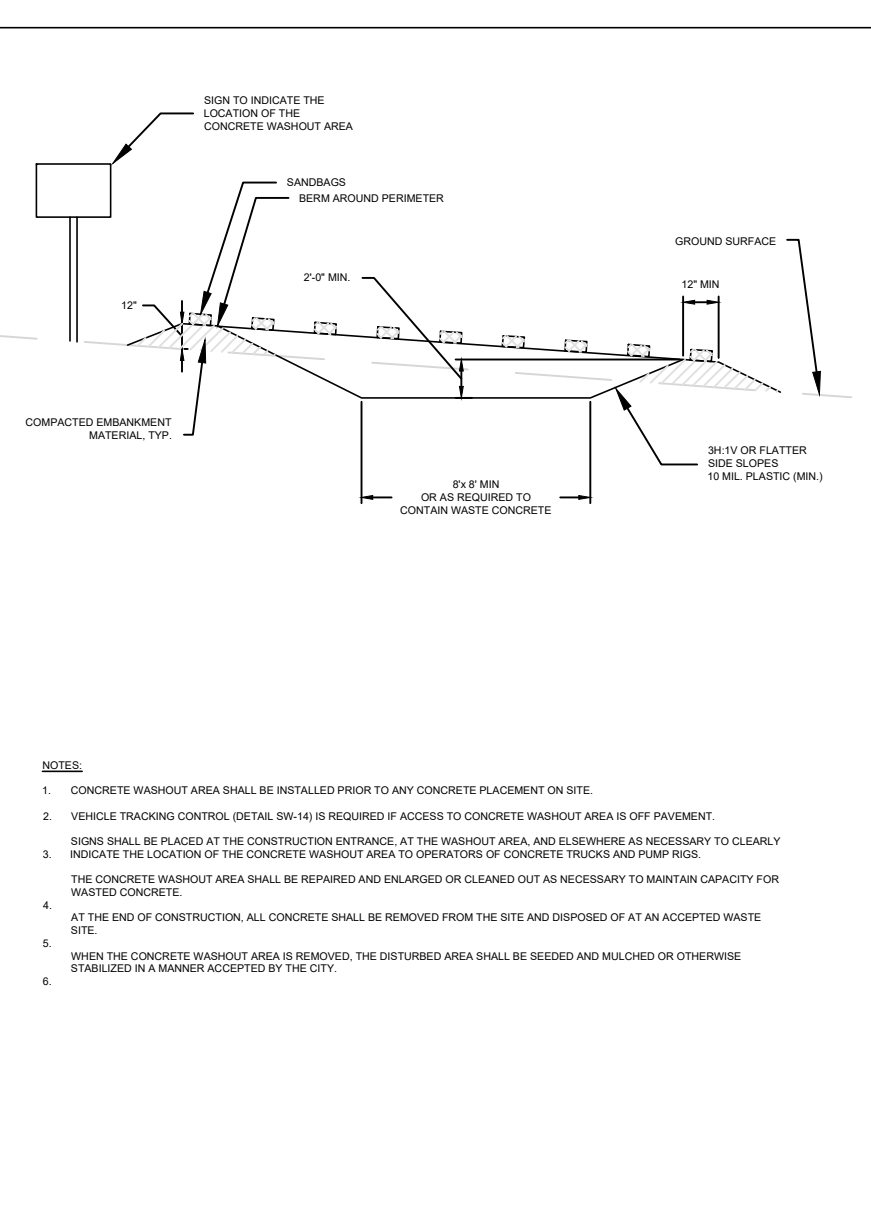 SIGN TO INDICATE THE
LOCATION OF THE
CONCRETE WASHOUT AREA
SANDBAGS
BERM AROUND PERIMETER
GROUND SURFACE
2'-0" MIN.
12" MIN
12"
COMPACTED EMBANKMENT
MATERIAL, TYP.
3H:1V OR FLATTER
SIDE SLOPES
10 MIL. PLASTIC (MIN.)
8'x 8' MIN
OR AS REQUIRED TO
CONTAIN WASTE CONCRETE
NOTES:
1. CONCRETE WASHOUT AREA SHALL BE INSTALLED PRIOR TO ANY CONCRETE PLACEMENT ON SITE.
2. VEHICLE TRACKING CONTROL (DETAIL SW-14) IS REQUIRED IF ACCESS TO CONCRETE WASHOUT AREA IS OFF PAVEMENT.
SIGNS SHALL BE PLACED AT THE CONSTRUCTION ENTRANCE, AT THE WASHOUT AREA, AND ELSEWHERE AS NECESSARY TO CLEARLY
3. INDICATE THE LOCATION OF THE CONCRETE WASHOUT AREA TO OPERATORS OF CONCRETE TRUCKS AND PUMP RIGS.
THE CONCRETE WASHOUT AREA SHALL BE REPAIRED AND ENLARGED OR CLEANED OUT AS NECESSARY TO MAINTAIN CAPACITY FOR
WASTED CONCRETE.
4.
AT THE END OF CONSTRUCTION, ALL CONCRETE SHALL BE REMOVED FROM THE SITE AND DISPOSED OF AT AN ACCEPTED WASTE
SITE.
5.
WHEN THE CONCRETE WASHOUT AREA IS REMOVED, THE DISTURBED AREA SHALL BE SEEDED AND MULCHED OR OTHERWISE
STABILIZED IN A MANNER ACCEPTED BY THE CITY.
6.